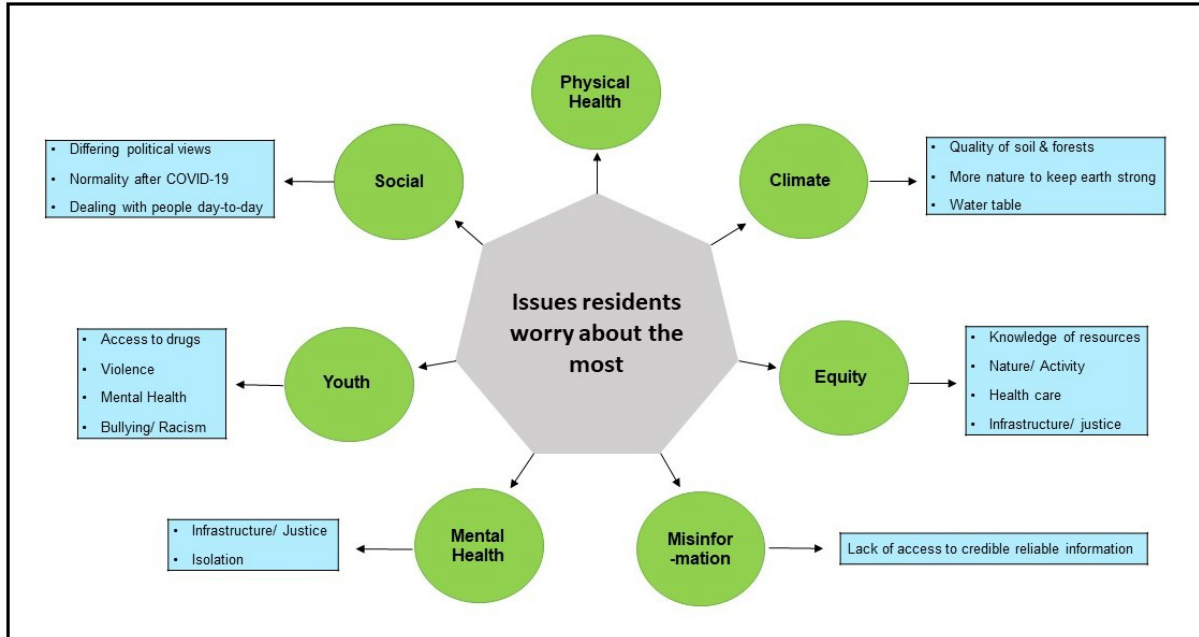 Physical
Health
• Differing political views
• Normality after COVID-19
• Dealing with people day-to-day
Social
Climate
• Quality of soil & forests
• More nature to keep earth strong
• Water table
Issues residents
worry about the
most
• Access to drugs
• Violence
• Mental Health
• Bullying/ Racism
Youth
Equity
• Knowledge of resources
• Nature/ Activity
• Health care
• Infrastructure/ justice
• Infrastructure/ Justice
• Isolation
Mental
Health
Misinfor
-mation
Lack of access to credible reliable information